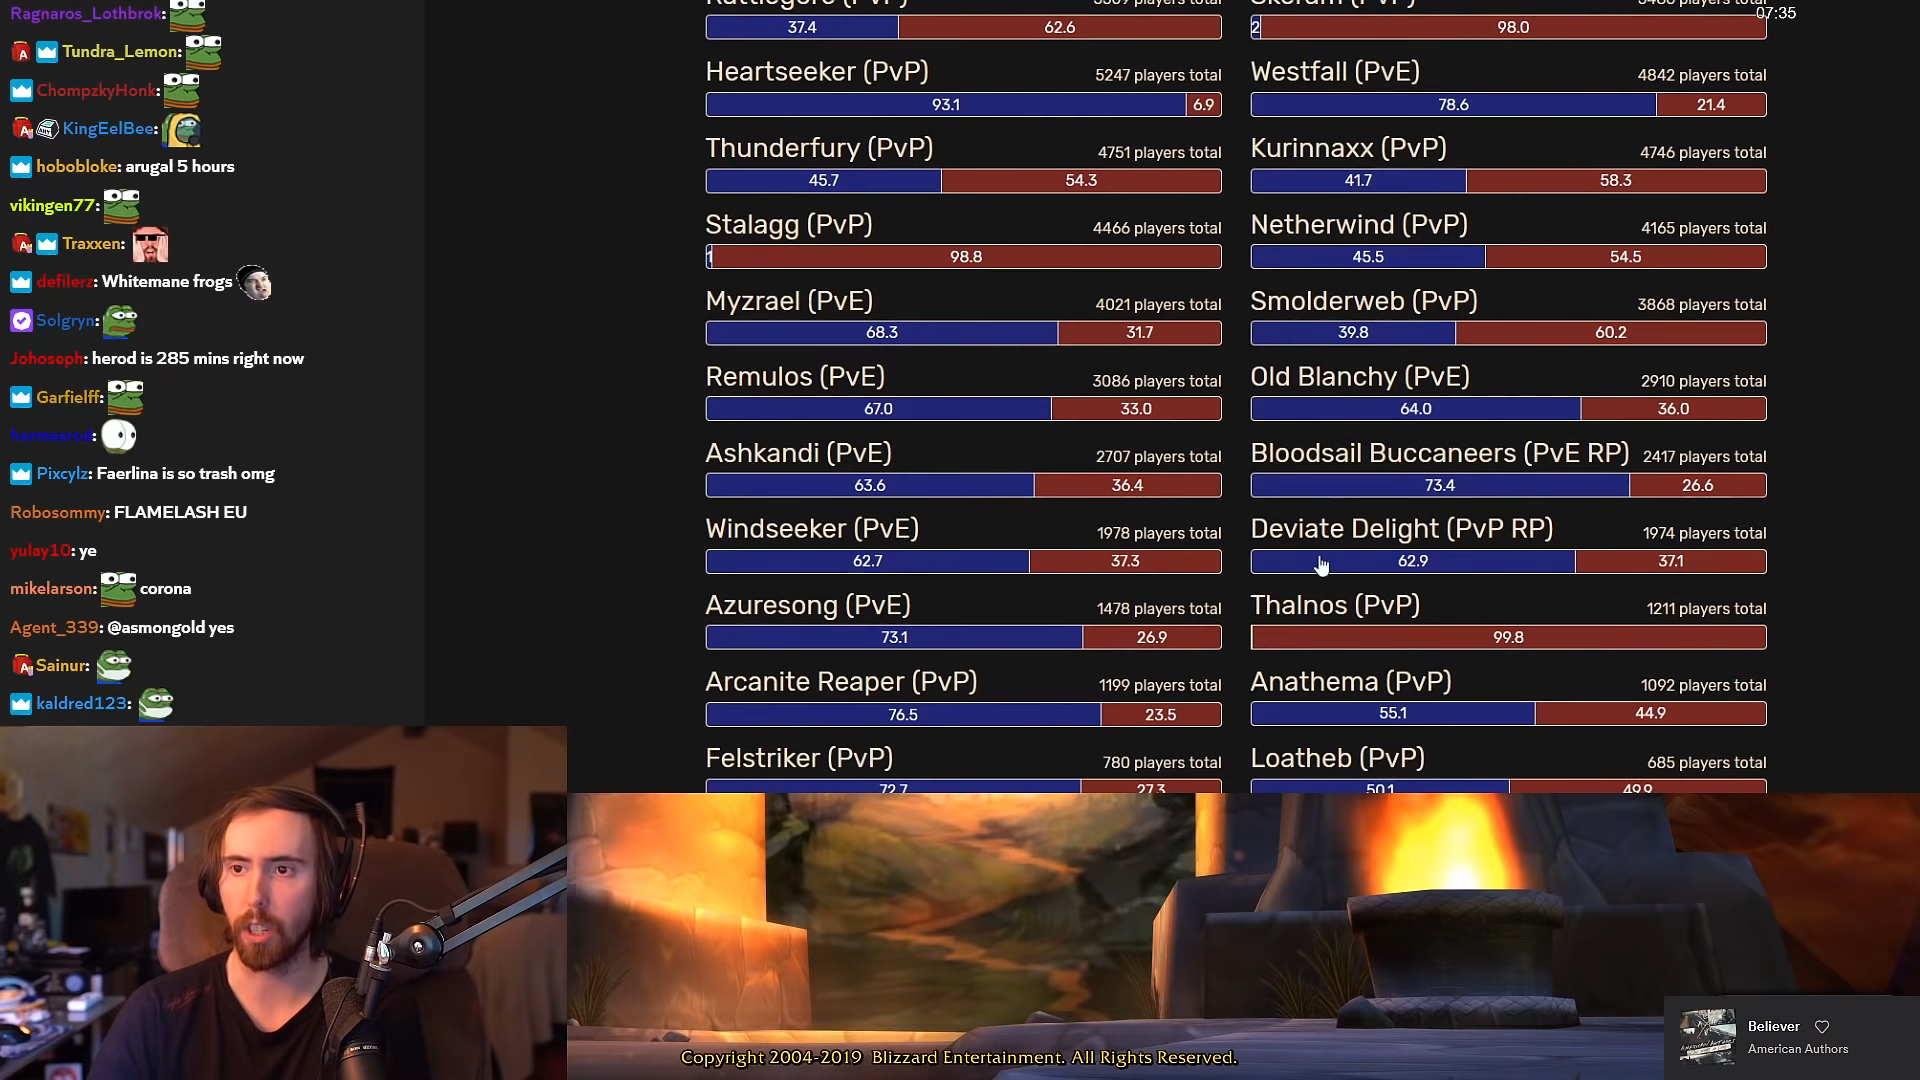 Ragnaros_Lothbrok:
Tundra_Lemon:
ChompzkyHonk:
KingEelBee:
hobobloke: arugal 5 hours
vikingen77:
Traxxen:
defilerz: Whitemane frogs
Solgryn:
Johoseph: herod is 285 mins right now
Garfielff:
Pixcylz: Faerlina is so trash omg
Robosommy: FLAMELASH EU
yulay10: ye
mikelarson: corona
Agent_339: @asmongold yes
Sainur:
kaldred123:
07:35
37.4 62.6
2 98.0
Heartseeker (PvP) 5247 players total
93.1 6.9
Westfall (PvE) 4842 players total
78.6 21.4
Thunderfury (PvP) 4751 players total
45.7 54.3
Kurinnaxx (PvP) 4746 players total
41.7 58.3
Stalagg (PvP) 4466 players total
1 98.8
Netherwind (PvP) 4165 players total
45.5 54.5
Myzrael (PvE) 4021 players total
68.3 31.7
Smolderweb (PvP) 3868 players total
39.8 60.2
Remulos (PvE) 3086 players total
67.0 33.0
Old Blanchy (PvE) 2910 players total
64.0 36.0
Ashkandi (PvE) 2707 players total
63.6 36.4
Bloodsail Buccaneers (PvE RP) 2417 players total
73.4 26.6
Windseeker (PvE) 1978 players total
62.7 37.3
Deviate Delight (PvP RP) 1974 players total
62.9 37.1
Azuresong (PvE) 1478 players total
73.1 26.9
Thalnos (PvP) 1211 players total
99.8
Arcanite Reaper (PvP) 1199 players total
76.5 23.5
Anathema (PvP) 1092 players total
55.1 44.9
Felstriker (PvP) 780 players total
72.7 27.3
Loatheb (PvP) 685 players total
50.1 49.9
Copyright 2004-2019 Blizzard Entertainment. All Rights Reserved.
Believer
American Authors